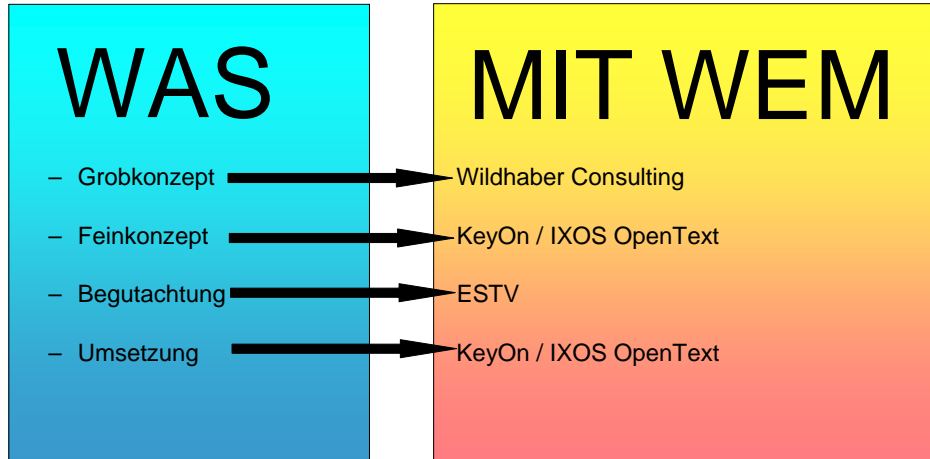 WAS
– Grobkonzept
– Feinkonzept
– Begutachtung
– Umsetzung
MIT WEM
Wildhaber Consulting
KeyOn / IXOS OpenText
ESTV
KeyOn / IXOS OpenText